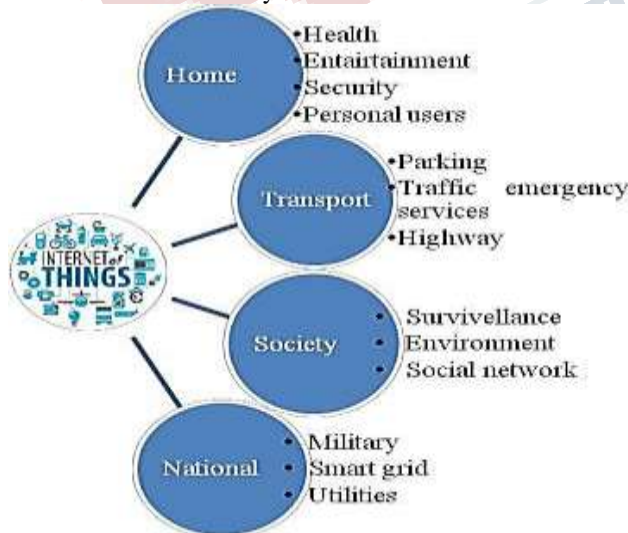 Home
•Health
•Entairtainment
•Security
•Personal users
Transport
•Parking
•Traffic emergency
services
•Highway
INTERNET of
THINGS
Society
• Survivellance
• Environment
• Social network
National
• Military
• Smart grid
• Utilities